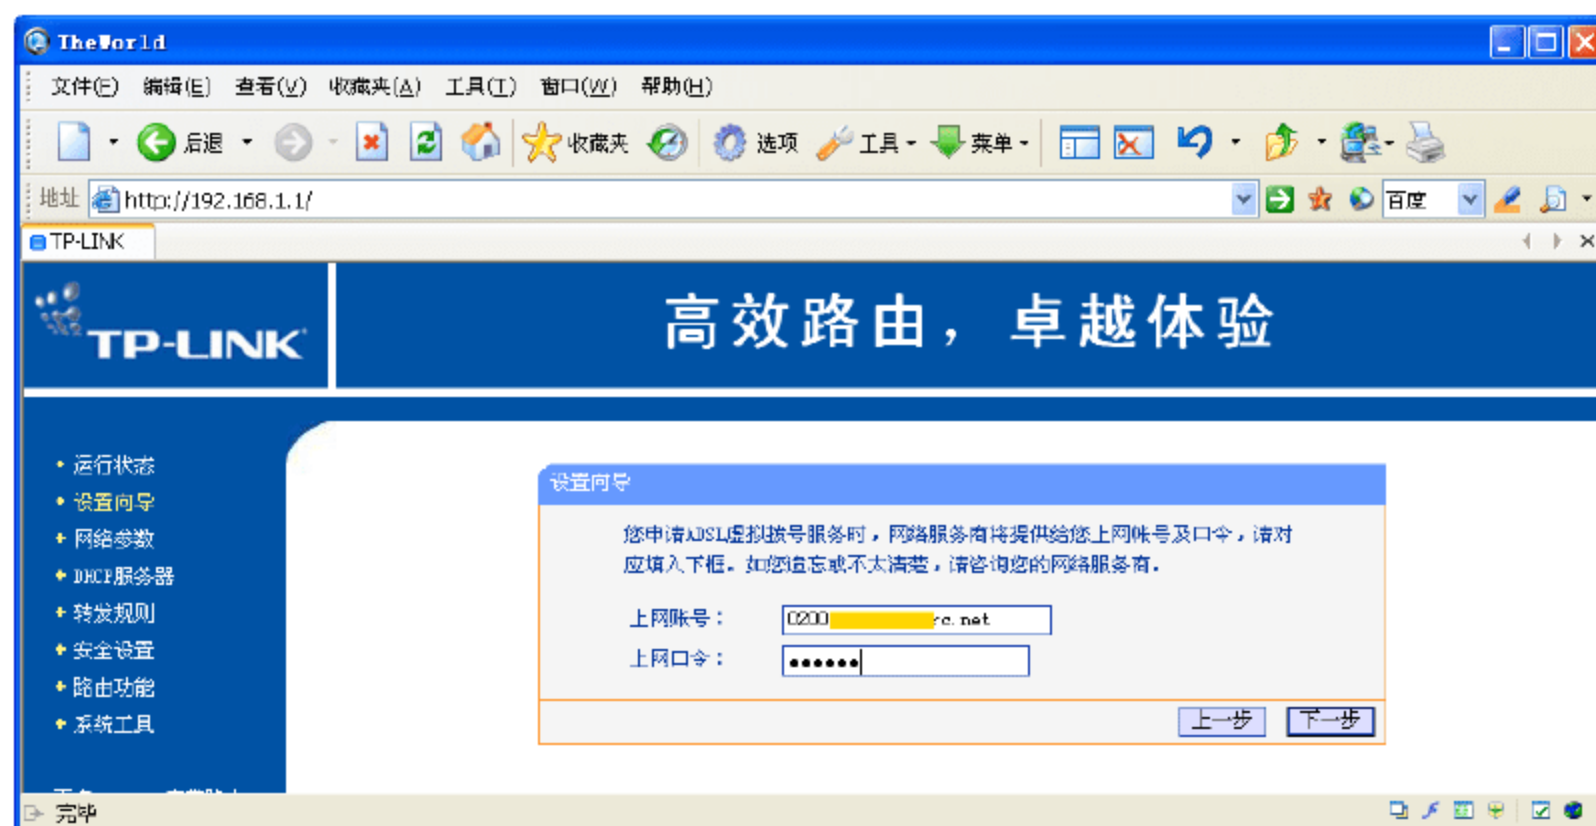 TheWorld
文件(F) 编辑(E) 查看(V) 收藏夹(A) 工具(T) 窗口(W) 帮助(H)
后退 收藏夹 选项 工具 菜单
地址 http://192.168.1.1/ 百度
TP-LINK
TP-LINK
高效路由，卓越体验
运行状态
设置向导
网络参数
DHCP服务器
转发规则
安全设置
路由功能
系统工具
设置向导
您申请ADSL虚拟拨号服务时，网络服务商将提供给您上网帐号及口令，请对
应填入下框。如您遗忘或不太清楚，请咨询您的网络服务商。
上网账号： 0200 rc.net
上网口令： ●●●●●●
上一步 下一步
完毕